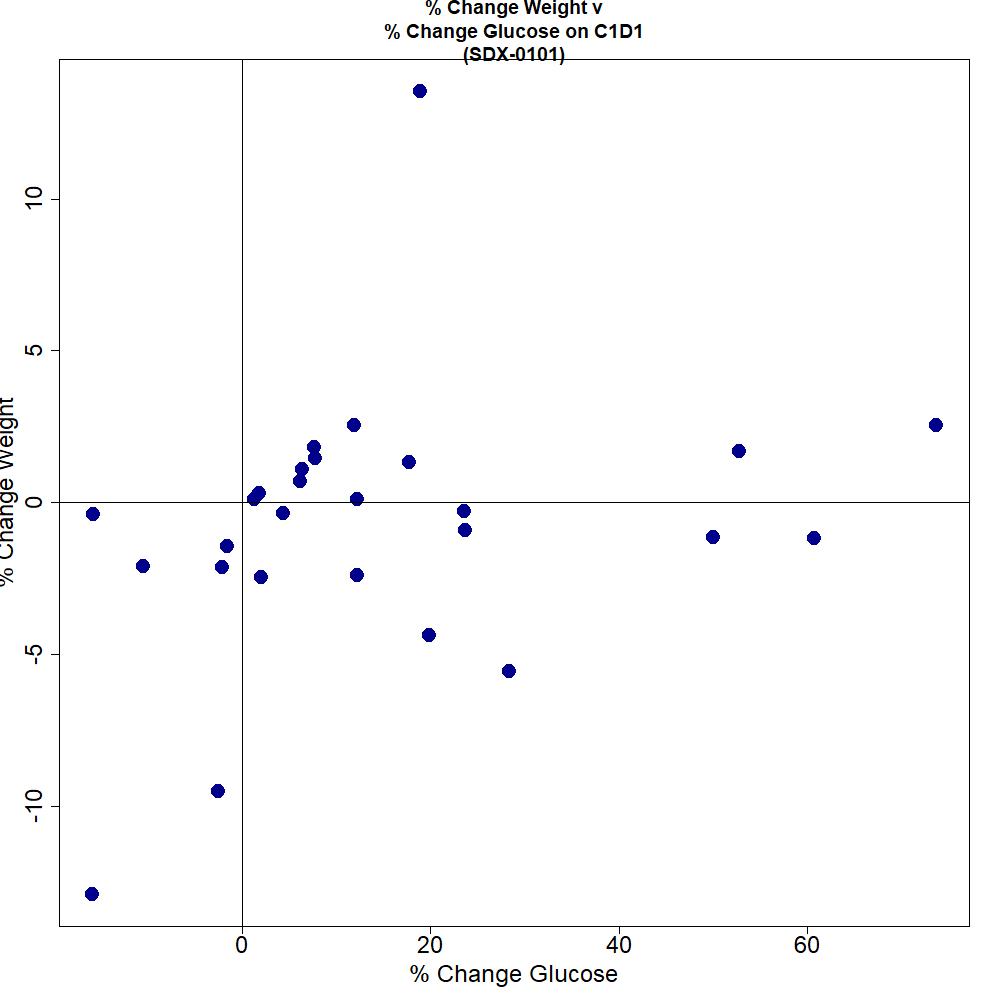 % Change Weight v
% Change Glucose on C1D1
(SDX-0101)
% Change Weight
10
5
0
-5
-10
0 20 40 60
% Change Glucose